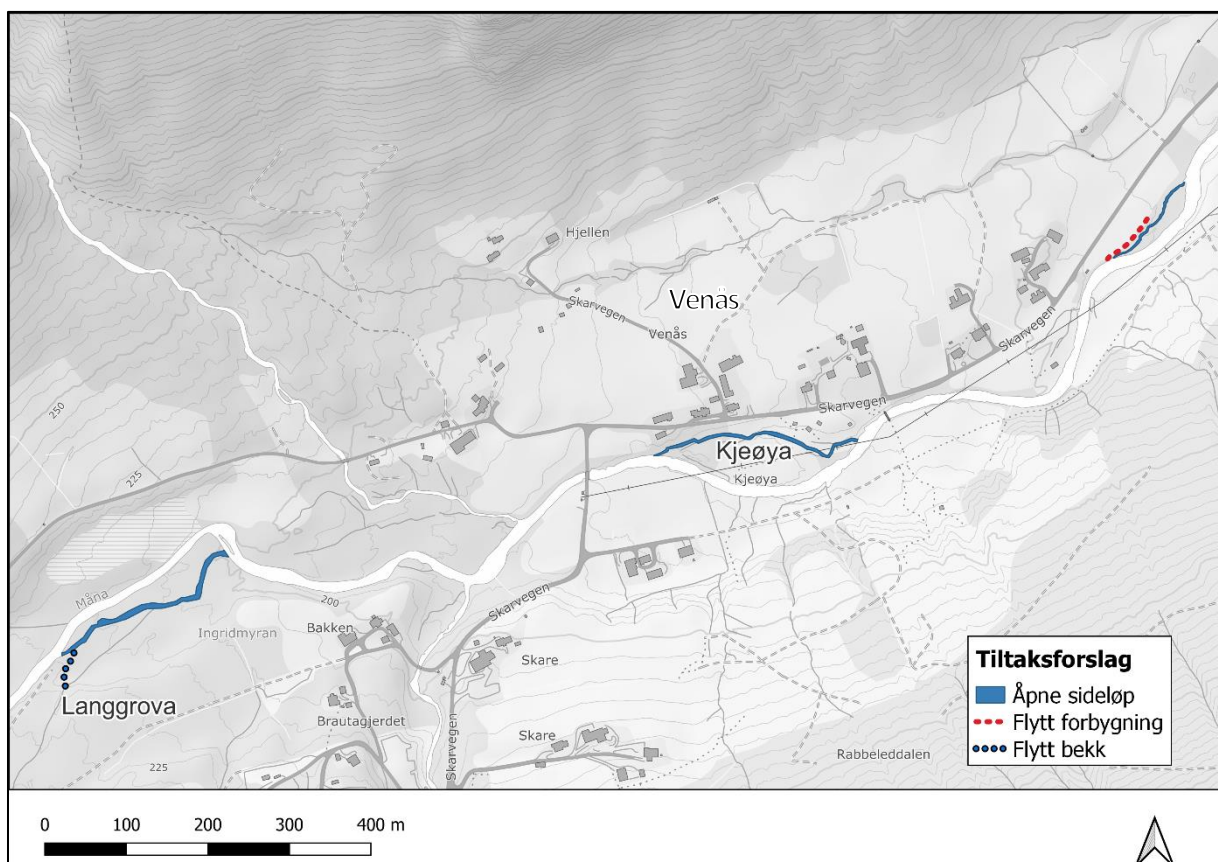 Hjellen
Venäs
Skarvegen
Venås
Skarvegen
Skarvegen
250
225
Kjeøya
Kjeøya
Måna
200
Skarvegen
Ingridmyran
Bakken
Langgrova
Skare
Brautagjerdet
Skarvegen
Skare
225
Rabbeleddalen
Tiltaksforslag
Åpne sideløp
Flytt forbygning
Flytt bekk
0 100 200 300 400 m